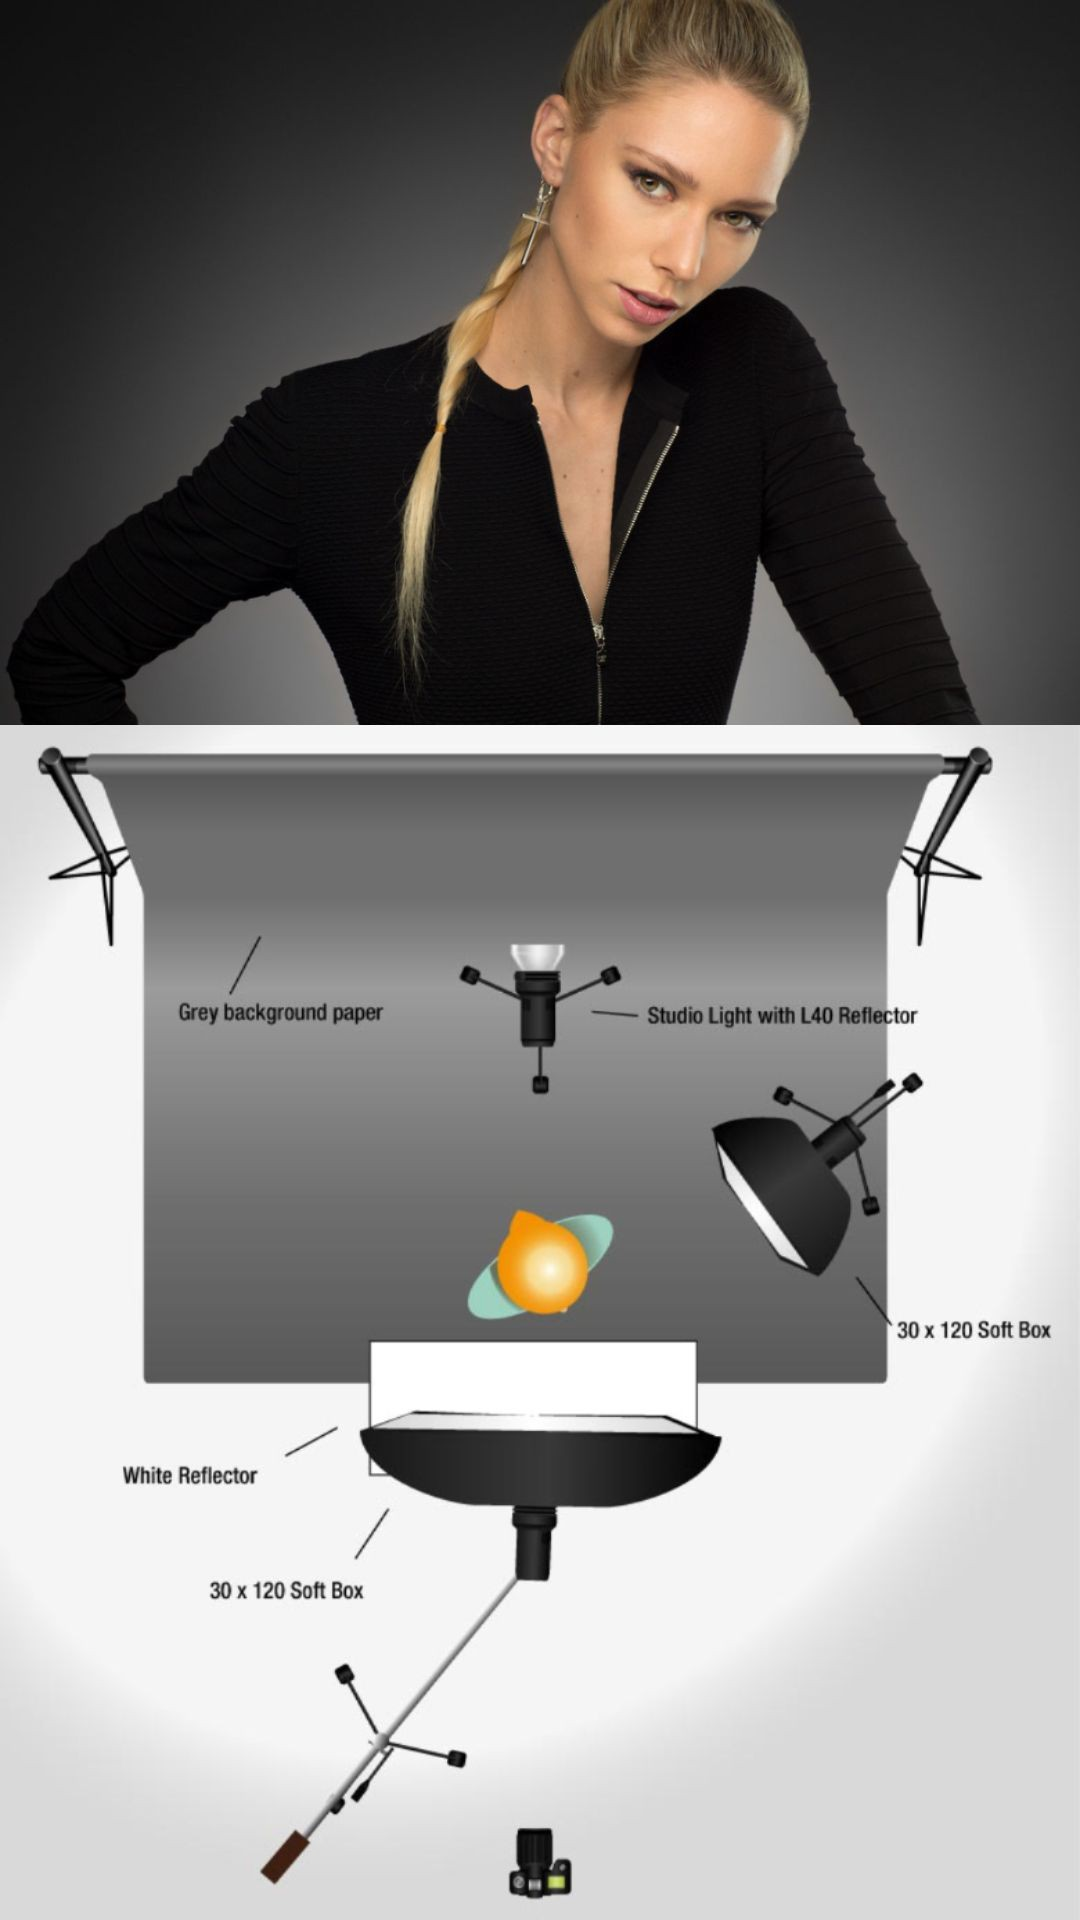 Grey background paper
Studio Light with L40 Reflector
30 x 120 Soft Box
White Reflector
30 x 120 Soft Box